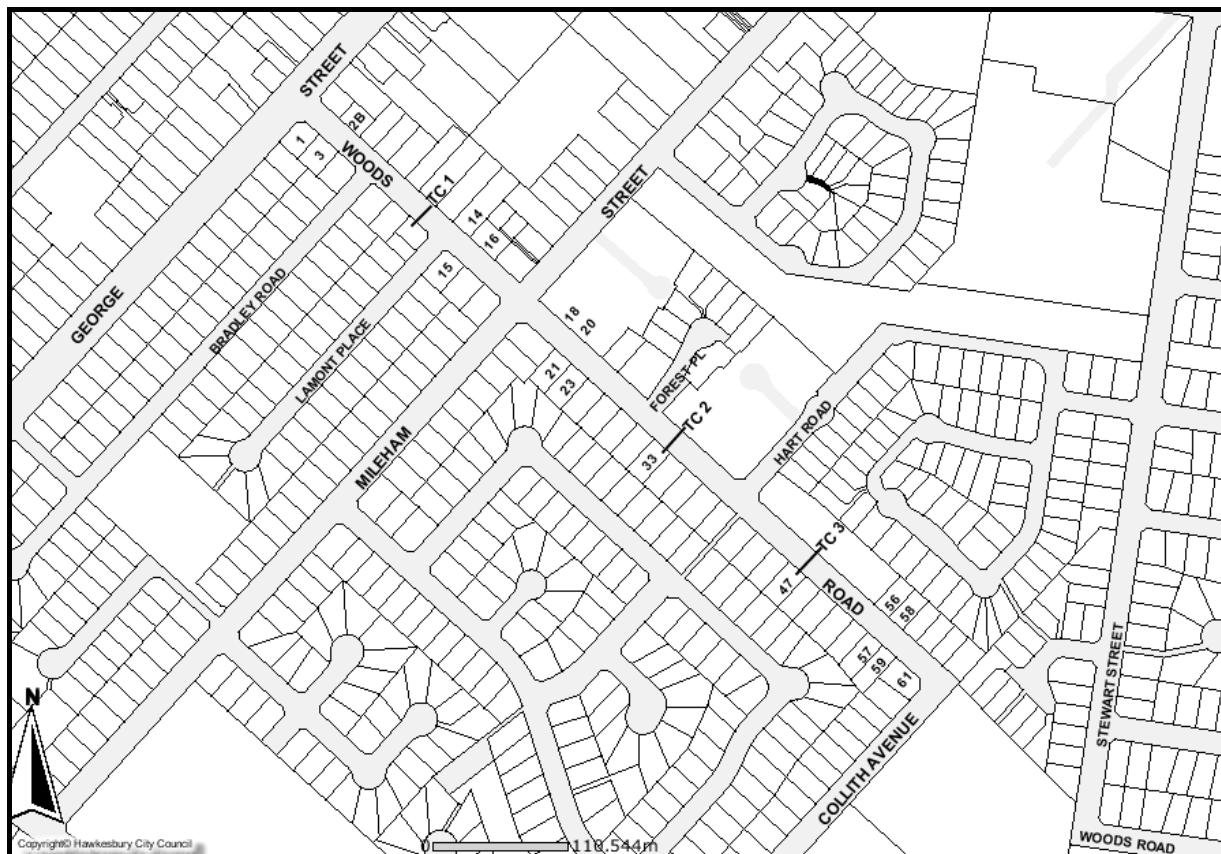 STREET
2B
1
3
WOODS
TC 1
14
16
STREET
15
BRADLEY ROAD
GEORGE
LAMONT PLACE
18
20
21
23
FOREST PL
TC 2
33
HART ROAD
MILEHAM
TC 3
47
ROAD
56
58
57
59
61
STEWART STREET
COLLITH AVENUE
WOODS ROAD
N
Copyright© Hawkesbury City Council
0 110.544m